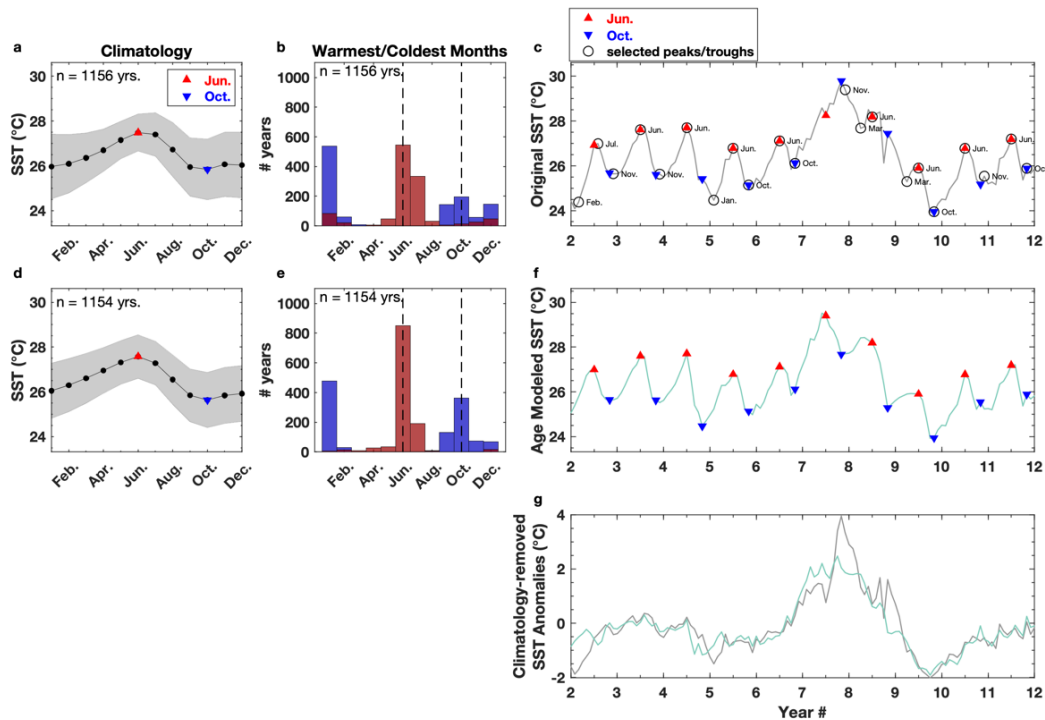 Jun.
Oct.
selected peaks/troughs
a
Climatology
n = 1156 yrs.
Jun.
Oct.
SST (°C)
30
28
26
24
Feb.
Apr.
Jun.
Aug.
Oct.
Dec.
b
Warmest/Coldest Months
n = 1156 yrs.
# years
1000
800
600
400
200
0
Feb.
Apr.
Jun.
Aug.
Oct.
Dec.
c
Original SST (°C)
30
28
26
24
Feb.
Jul.
Nov.
Jun.
Nov.
Jun.
Jan.
Jun.
Oct.
Jun.
Oct.
Nov.
Mar.
Jun.
Mar.
Jun.
Oct.
Jun.
Nov.
Jun.
Oc
2 3 4 5 6 7 8 9 10 11 12
d
n = 1154 yrs.
SST (°C)
30
28
26
24
Feb.
Apr.
Jun.
Aug.
Oct.
Dec.
e
n = 1154 yrs.
# years
1000
800
600
400
200
0
Feb.
Apr.
Jun.
Aug.
Oct.
Dec.
f
Age Modeled SST (°C)
30
28
26
24
2 3 4 5 6 7 8 9 10 11 12
g
Climatology-removed
SST Anomalies (°C)
4
2
0
-2
2 3 4 5 6 7 8 9 10 11 12
Year #